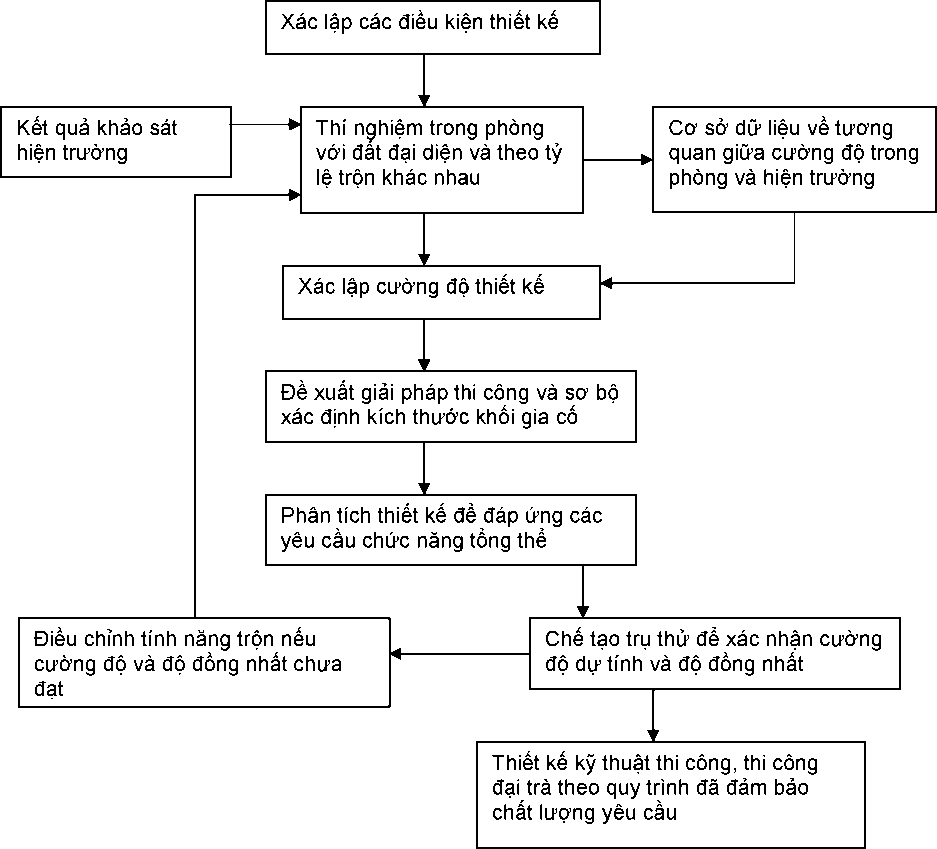 Xác lập các điều kiện thiết kế
Kết quả khảo sát
hiện trường
Thí nghiệm trong phòng
với đất đại diện và theo tỷ
lệ trộn khác nhau
Cơ sở dữ liệu về tương
quan giữa cường độ trong
phòng và hiện trường
Xác lập cường độ thiết kế
Đề xuất giải pháp thi công và sơ bộ
xác định kích thước khối gia cố
Phân tích thiết kế để đáp ứng các
yêu cầu chức năng tổng thể
Điều chỉnh tính năng trộn nếu
cường độ và độ đồng nhất chưa
đạt
Chế tạo trụ thử để xác nhận cường
độ dự tính và độ đồng nhất
Thiết kế kỹ thuật thi công, thi công
đại trà theo quy trình đã đảm bảo
chất lượng yêu cầu